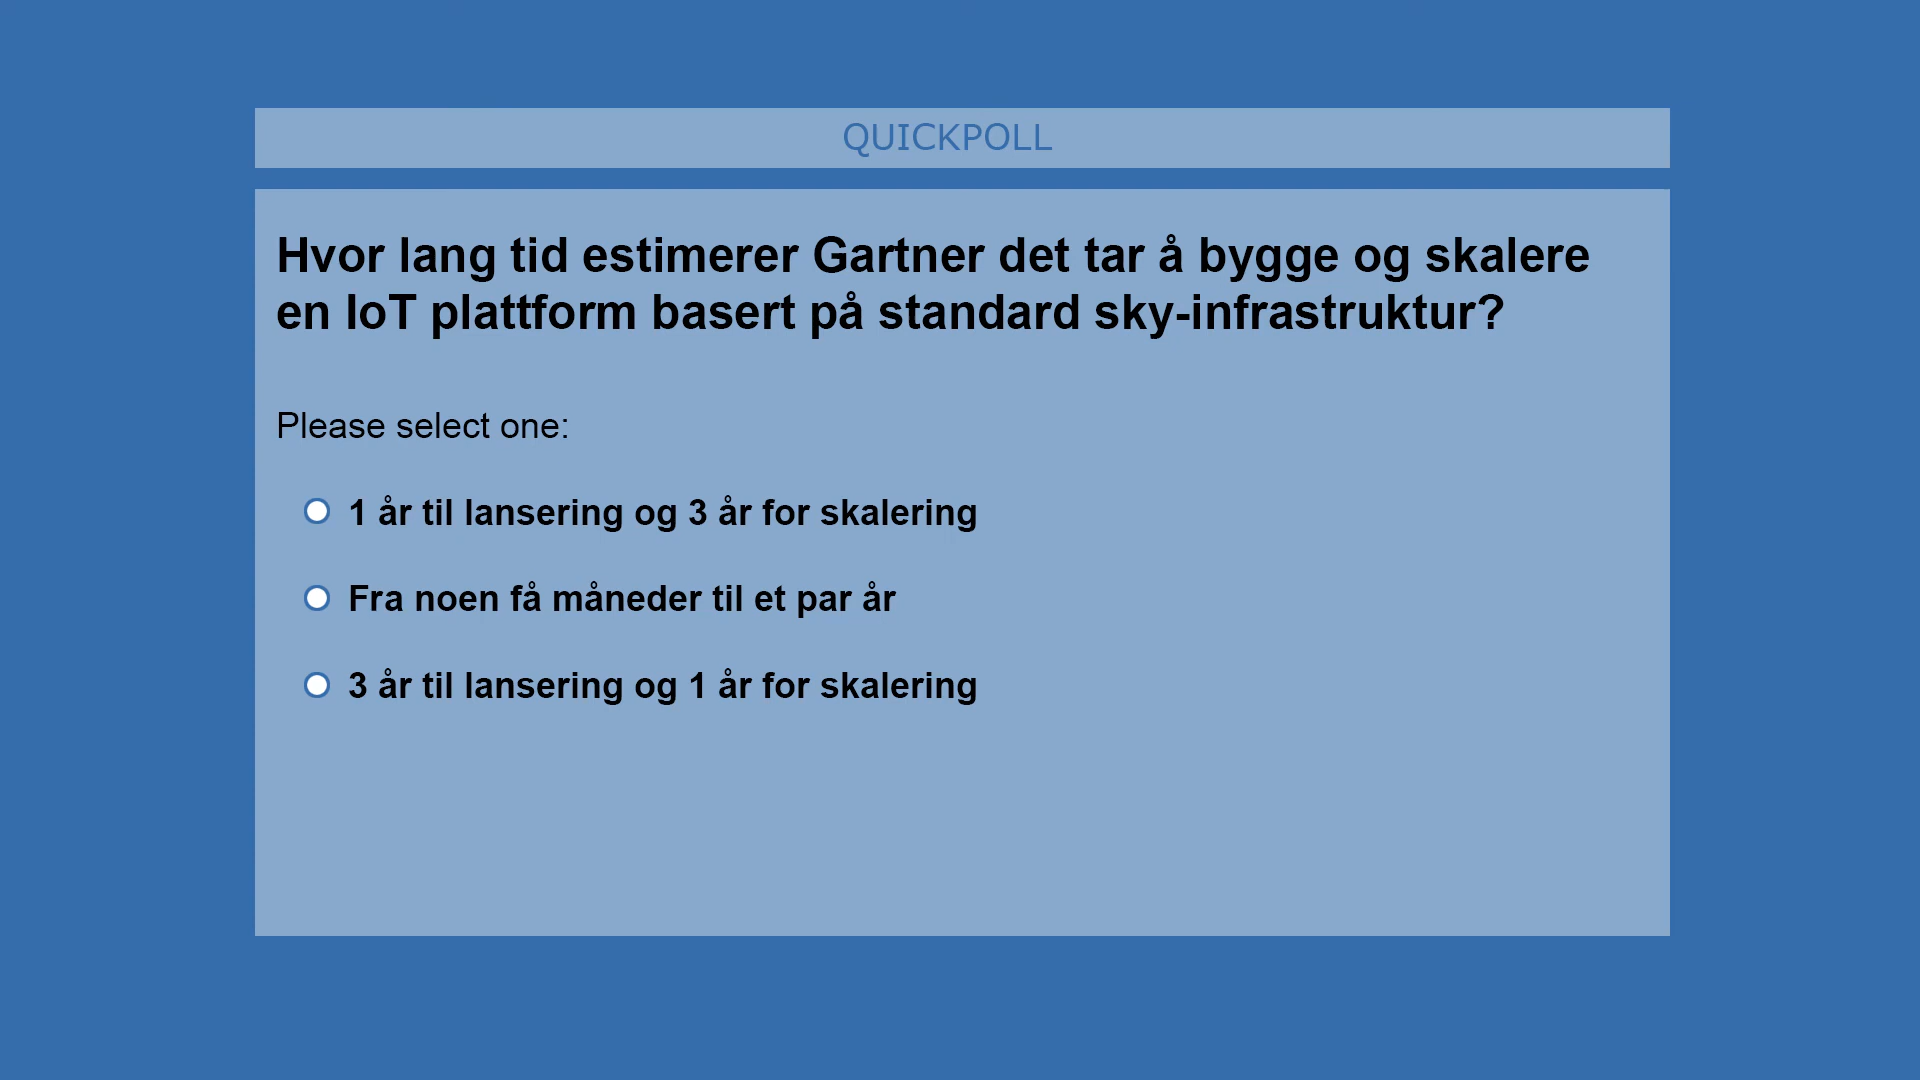 QUICKPOLL
Hvor lang tid estimerer Gartner det tar å bygge og skalere
en IoT plattform basert på standard sky-infrastruktur?
Please select one:
1 år til lansering og 3 år for skalering
Fra noen få måneder til et par år
3 år til lansering og 1 år for skalering